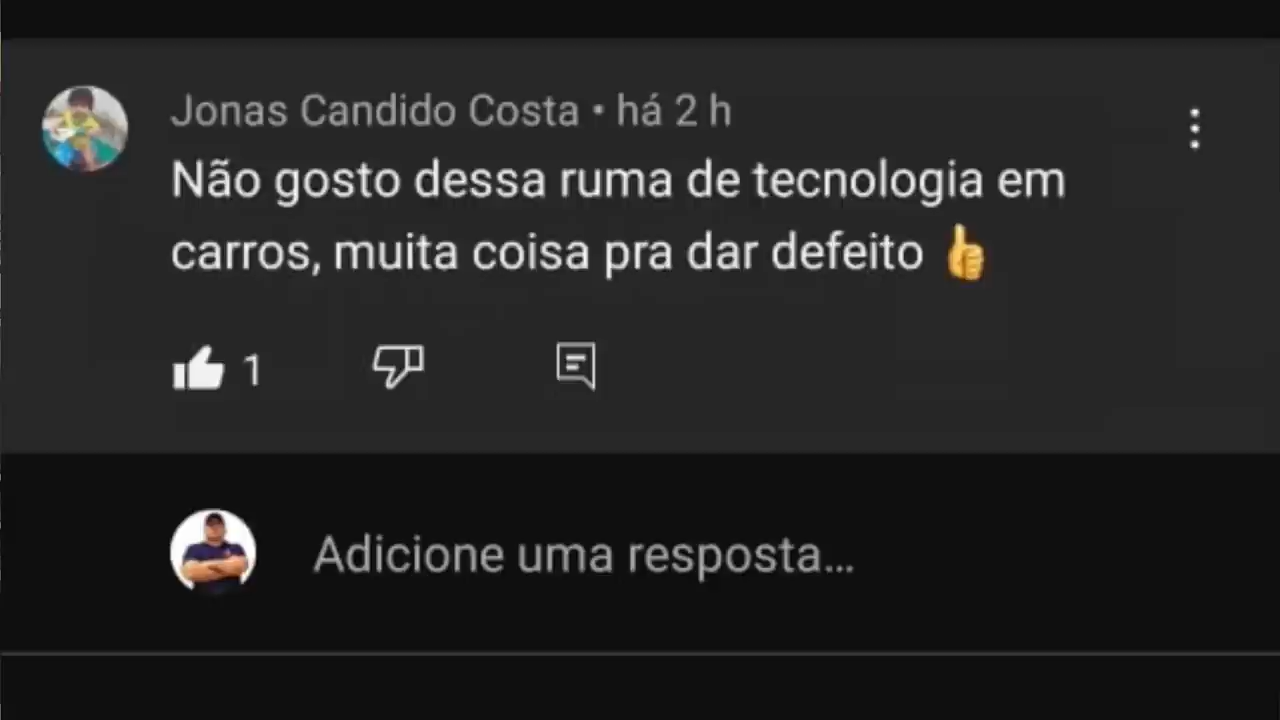 Jonas Candido Costa • há 2 h
Não gosto dessa ruma de tecnologia em
carros, muita coisa pra dar defeito 👍
1
Adicione uma resposta...